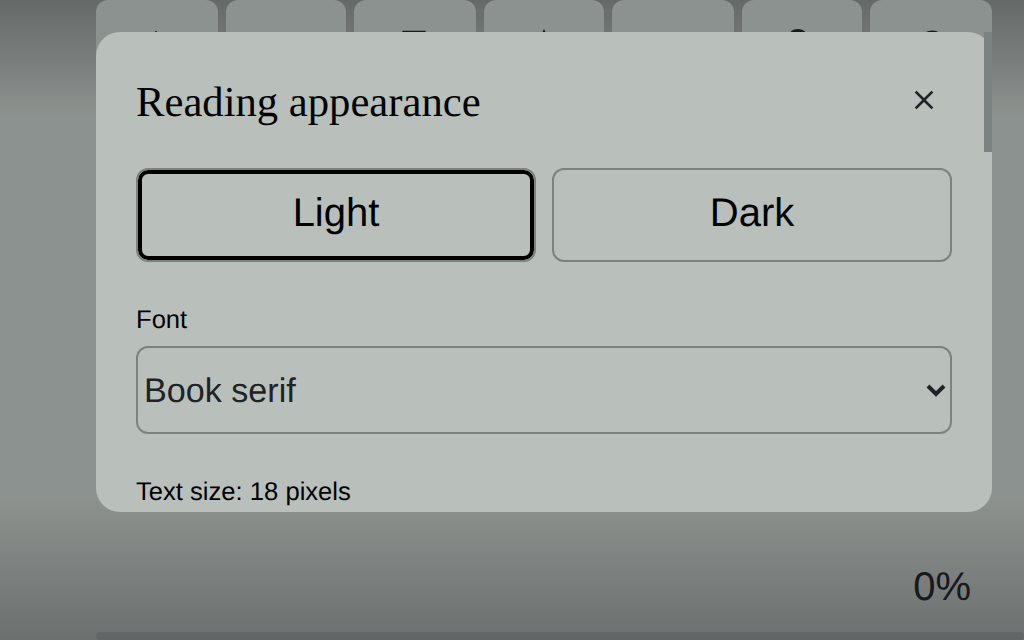 Reading appearance
Light
Dark
Font
Book serif
Text size: 18 pixels
0%